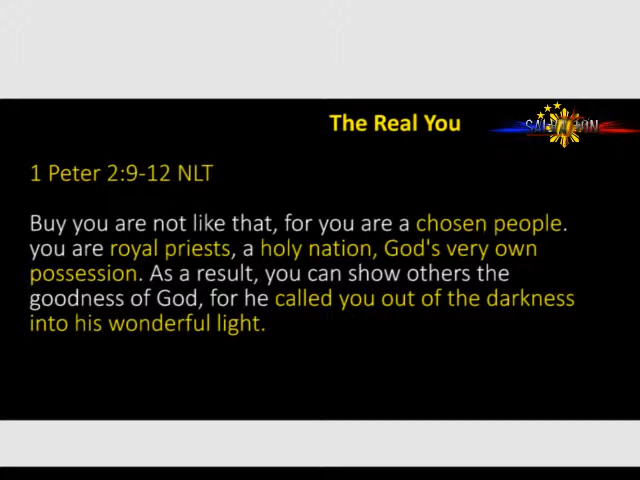 The Real You
SALVATION
1 Peter 2:9-12 NLT
Buy you are not like that, for you are a chosen people.
you are royal priests, a holy nation, God's very own
possession. As a result, you can show others the
goodness of God, for he called you out of the darkness
into his wonderful light.